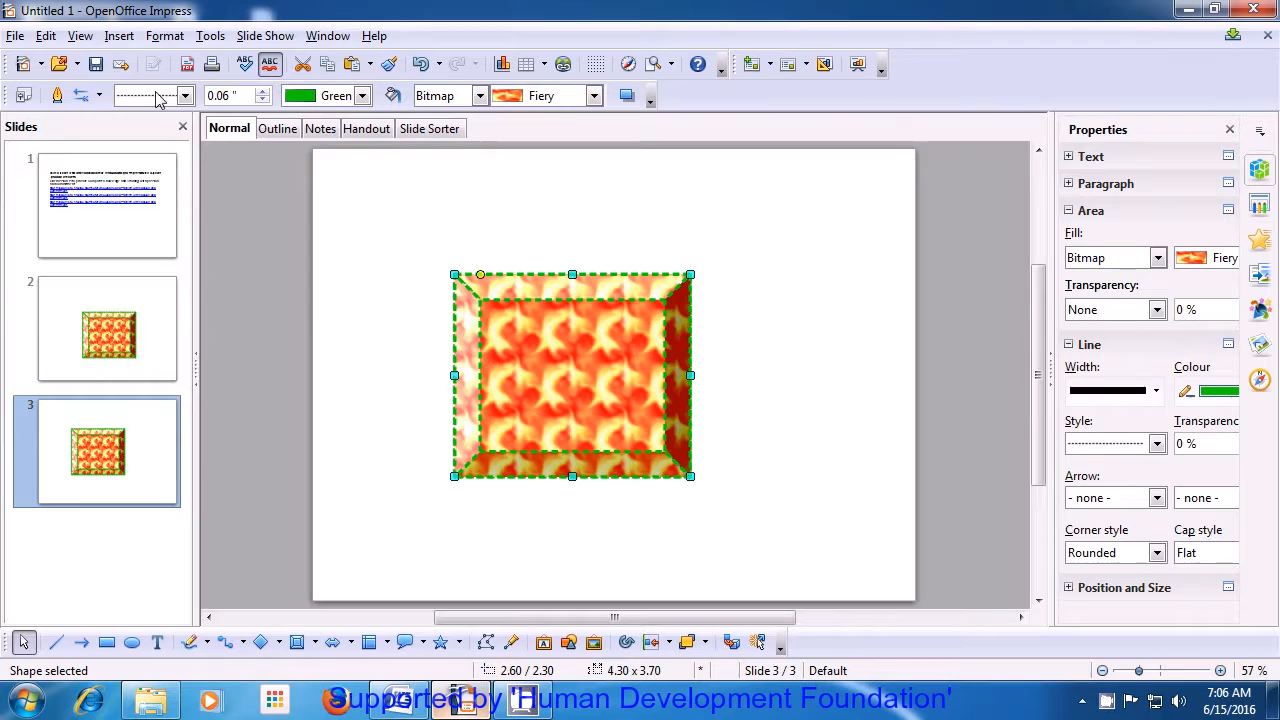 Untitled 1 - OpenOffice Impress
File Edit View Insert Format Tools Slide Show Window Help
0.06 " Green Bitmap Fiery
Slides
Normal Outline Notes Handout Slide Sorter
Properties
Text
Paragraph
Area
Fill:
Bitmap Fiery
Transparency:
None 0 %
Line
Width: Colour
Style: Transparenc
0 %
Arrow:
- none - - none -
Corner style Cap style
Rounded Flat
Position and Size
1
2
3
Shape selected 2.60 / 2.30 4.30 x 3.70 * Slide 3 / 3 Default 57 %
Supported by 'Human Development Foundation'
7:06 AM
6/15/2016